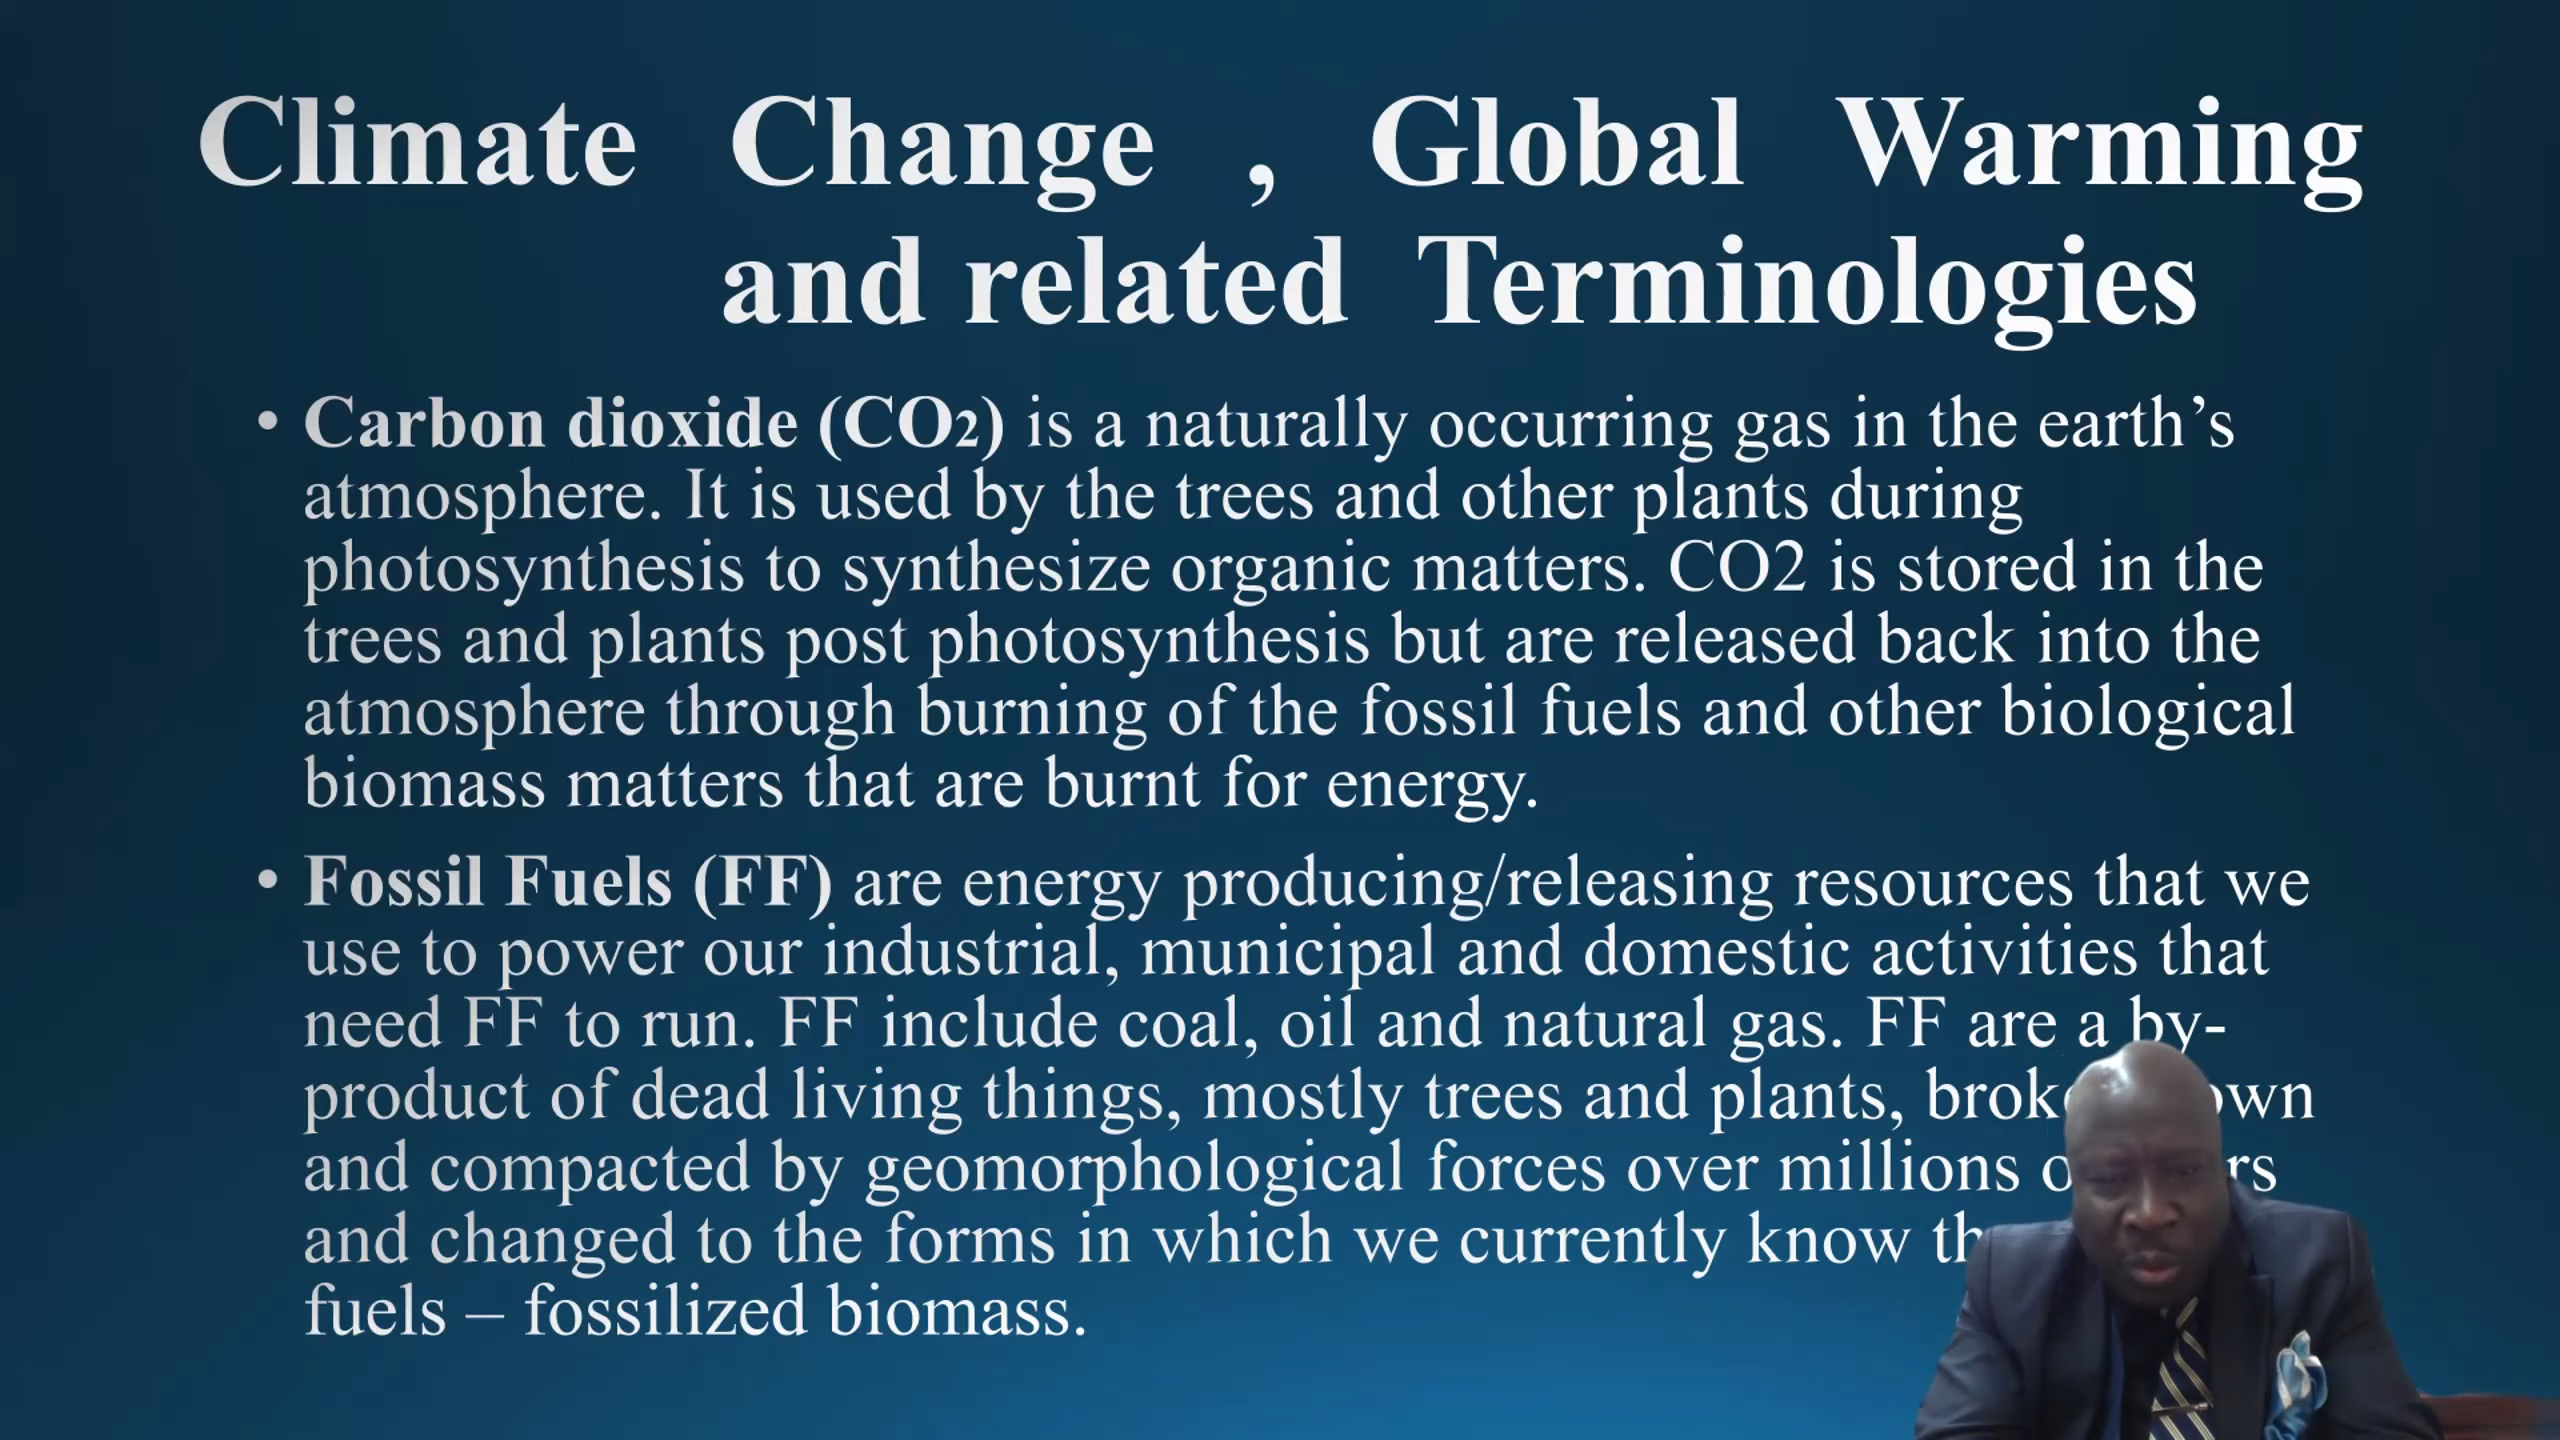 Climate Change , Global Warming
and related Terminologies
• Carbon dioxide (CO₂) is a naturally occurring gas in the earth’s
atmosphere. It is used by the trees and other plants during
photosynthesis to synthesize organic matters. CO2 is stored in the
trees and plants post photosynthesis but are released back into the
atmosphere through burning of the fossil fuels and other biological
biomass matters that are burnt for energy.
• Fossil Fuels (FF) are energy producing/releasing resources that we
use to power our industrial, municipal and domestic activities that
need FF to run. FF include coal, oil and natural gas. FF are a by-
product of dead living things, mostly trees and plants,
and compacted by geomorphological forces over millions
and changed to the forms in which we currently know
fuels – fossilized biomass.